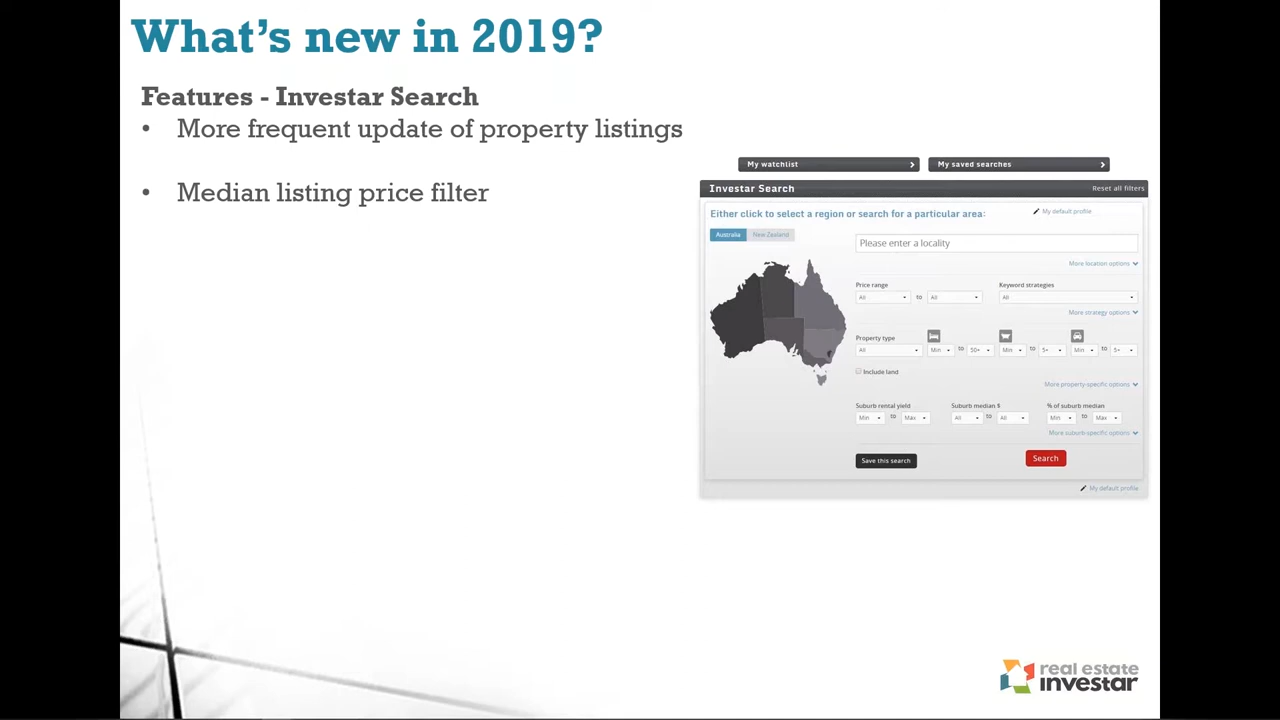 What's new in 2019?
Features - Investar Search
• More frequent update of property listings
• Median listing price filter
My watchlist
My saved searches
Investar Search
Reset all filters
Either click to select a region or search for a particular area:
My default profile
Australia
New Zealand
Please enter a locality
More location options
Price range
Keyword strategies
All to All
All
More strategy options
Property type
All
Min to 50+
Min to 5+
Min to 5+
Include land
More property-specific options
Suburb rental yield
Suburb median $
% of suburb median
Min to Max
All to All
Min to Max
More suburb-specific options
Save this search
Search
My default profile
real estate
investar